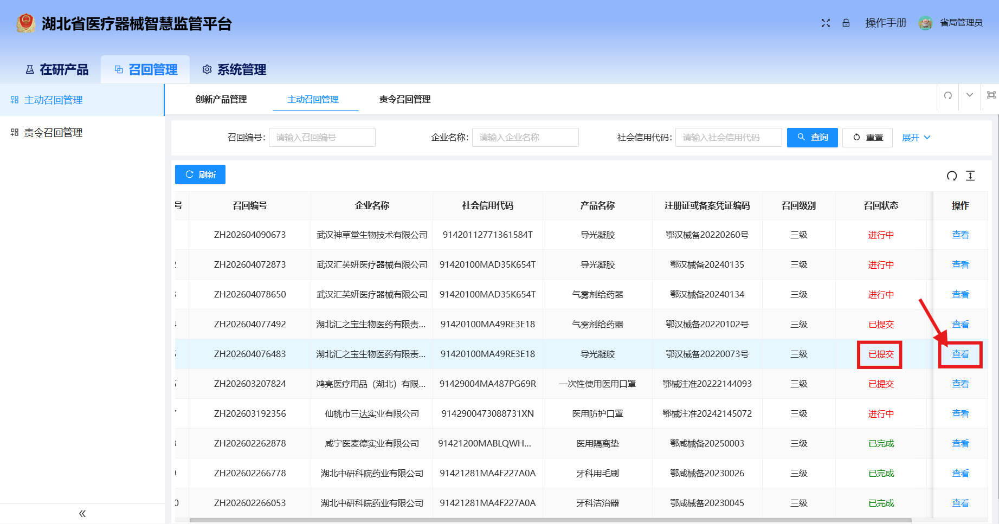 湖北省医疗器械智慧监管平台
操作手册 省局管理员
在研产品 召回管理 系统管理
主动召回管理
责令召回管理
创新产品管理 主动召回管理 责令召回管理
召回编号: 请输入召回编号 企业名称: 请输入企业名称 社会信用代码: 请输入社会信用代码 查询 重置 展开
刷新
号 召回编号 企业名称 社会信用代码 产品名称 注册证或备案凭证编码 召回级别 召回状态 操作
ZH202604090673 武汉神草堂生物技术有限公司 91420112771361584T 导光凝胶 鄂汉械备20220260号 三级 进行中 查看
ZH202604072873 武汉汇芙妍医疗器械有限公司 91420100MAD35K654T 导光凝胶 鄂汉械备20240135 三级 进行中 查看
ZH202604078650 武汉汇芙妍医疗器械有限公司 91420100MAD35K654T 气雾剂给药器 鄂汉械备20240134 三级 进行中 查看
ZH202604077492 湖北汇之宝生物医药有限责... 91420100MA49RE3E18 气雾剂给药器 鄂汉械备20220102号 三级 已提交 查看
ZH202604076483 湖北汇之宝生物医药有限责... 91420100MA49RE3E18 导光凝胶 鄂汉械备20220073号 三级 已提交 查看
ZH202603207824 鸿亮医疗用品（湖北）有限... 91429004MA487PG69R 一次性使用医用口罩 鄂械注准20222144093 三级 已提交 查看
ZH202603192356 仙桃市三达实业有限公司 9142900473088731XN 医用防护口罩 鄂械注准20242145072 三级 进行中 查看
ZH202602262878 咸宁医麦德实业有限公司 91421200MABLQWH... 医用隔离垫 鄂咸械备20250003 三级 已完成 查看
ZH202602266778 湖北中研科院药业有限公司 91421281MA4F227A0A 牙科用毛刷 鄂咸械备20230026 三级 已完成 查看
0 ZH202602266053 湖北中研科院药业有限公司 91421281MA4F227A0A 牙科洁治器 鄂咸械备20230045 三级 已完成 查看